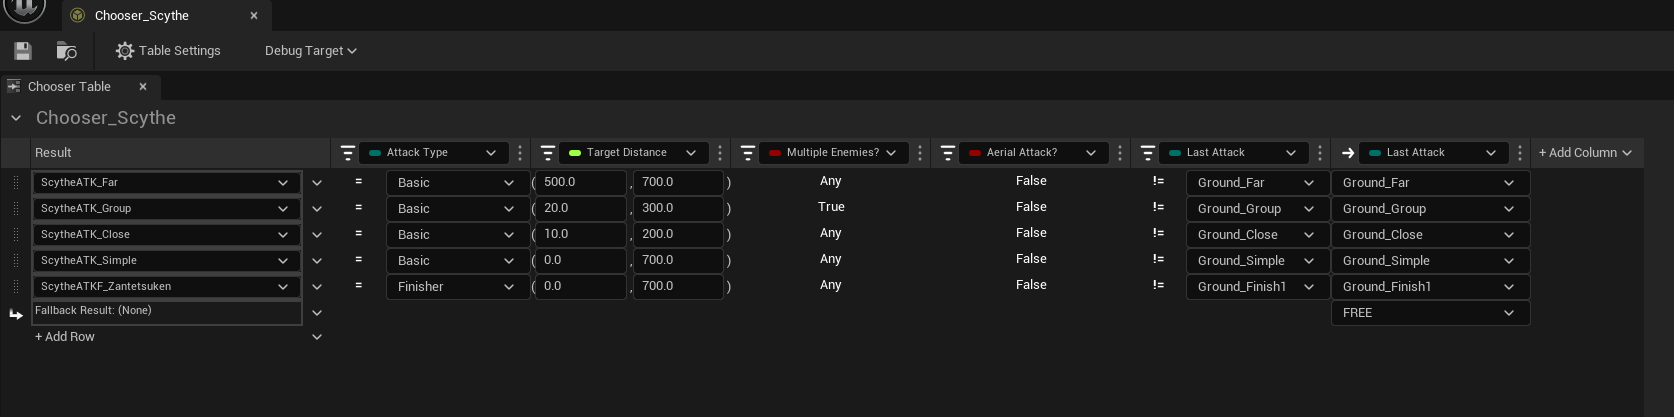 Chooser_Scythe ×
Table Settings Debug Target
Chooser Table ×
Chooser_Scythe
Result Attack Type Target Distance Multiple Enemies? Aerial Attack? Last Attack Last Attack + Add Column
ScytheATK_Far = Basic ( 500.0 , 700.0 ) Any False != Ground_Far Ground_Far
ScytheATK_Group = Basic ( 20.0 , 300.0 ) True False != Ground_Group Ground_Group
ScytheATK_Close = Basic ( 10.0 , 200.0 ) Any False != Ground_Close Ground_Close
ScytheATK_Simple = Basic ( 0.0 , 700.0 ) Any False != Ground_Simple Ground_Simple
ScytheATKF_Zantetsuken = Finisher ( 0.0 , 700.0 ) Any False != Ground_Finish1 Ground_Finish1
Fallback Result: (None) FREE
+ Add Row